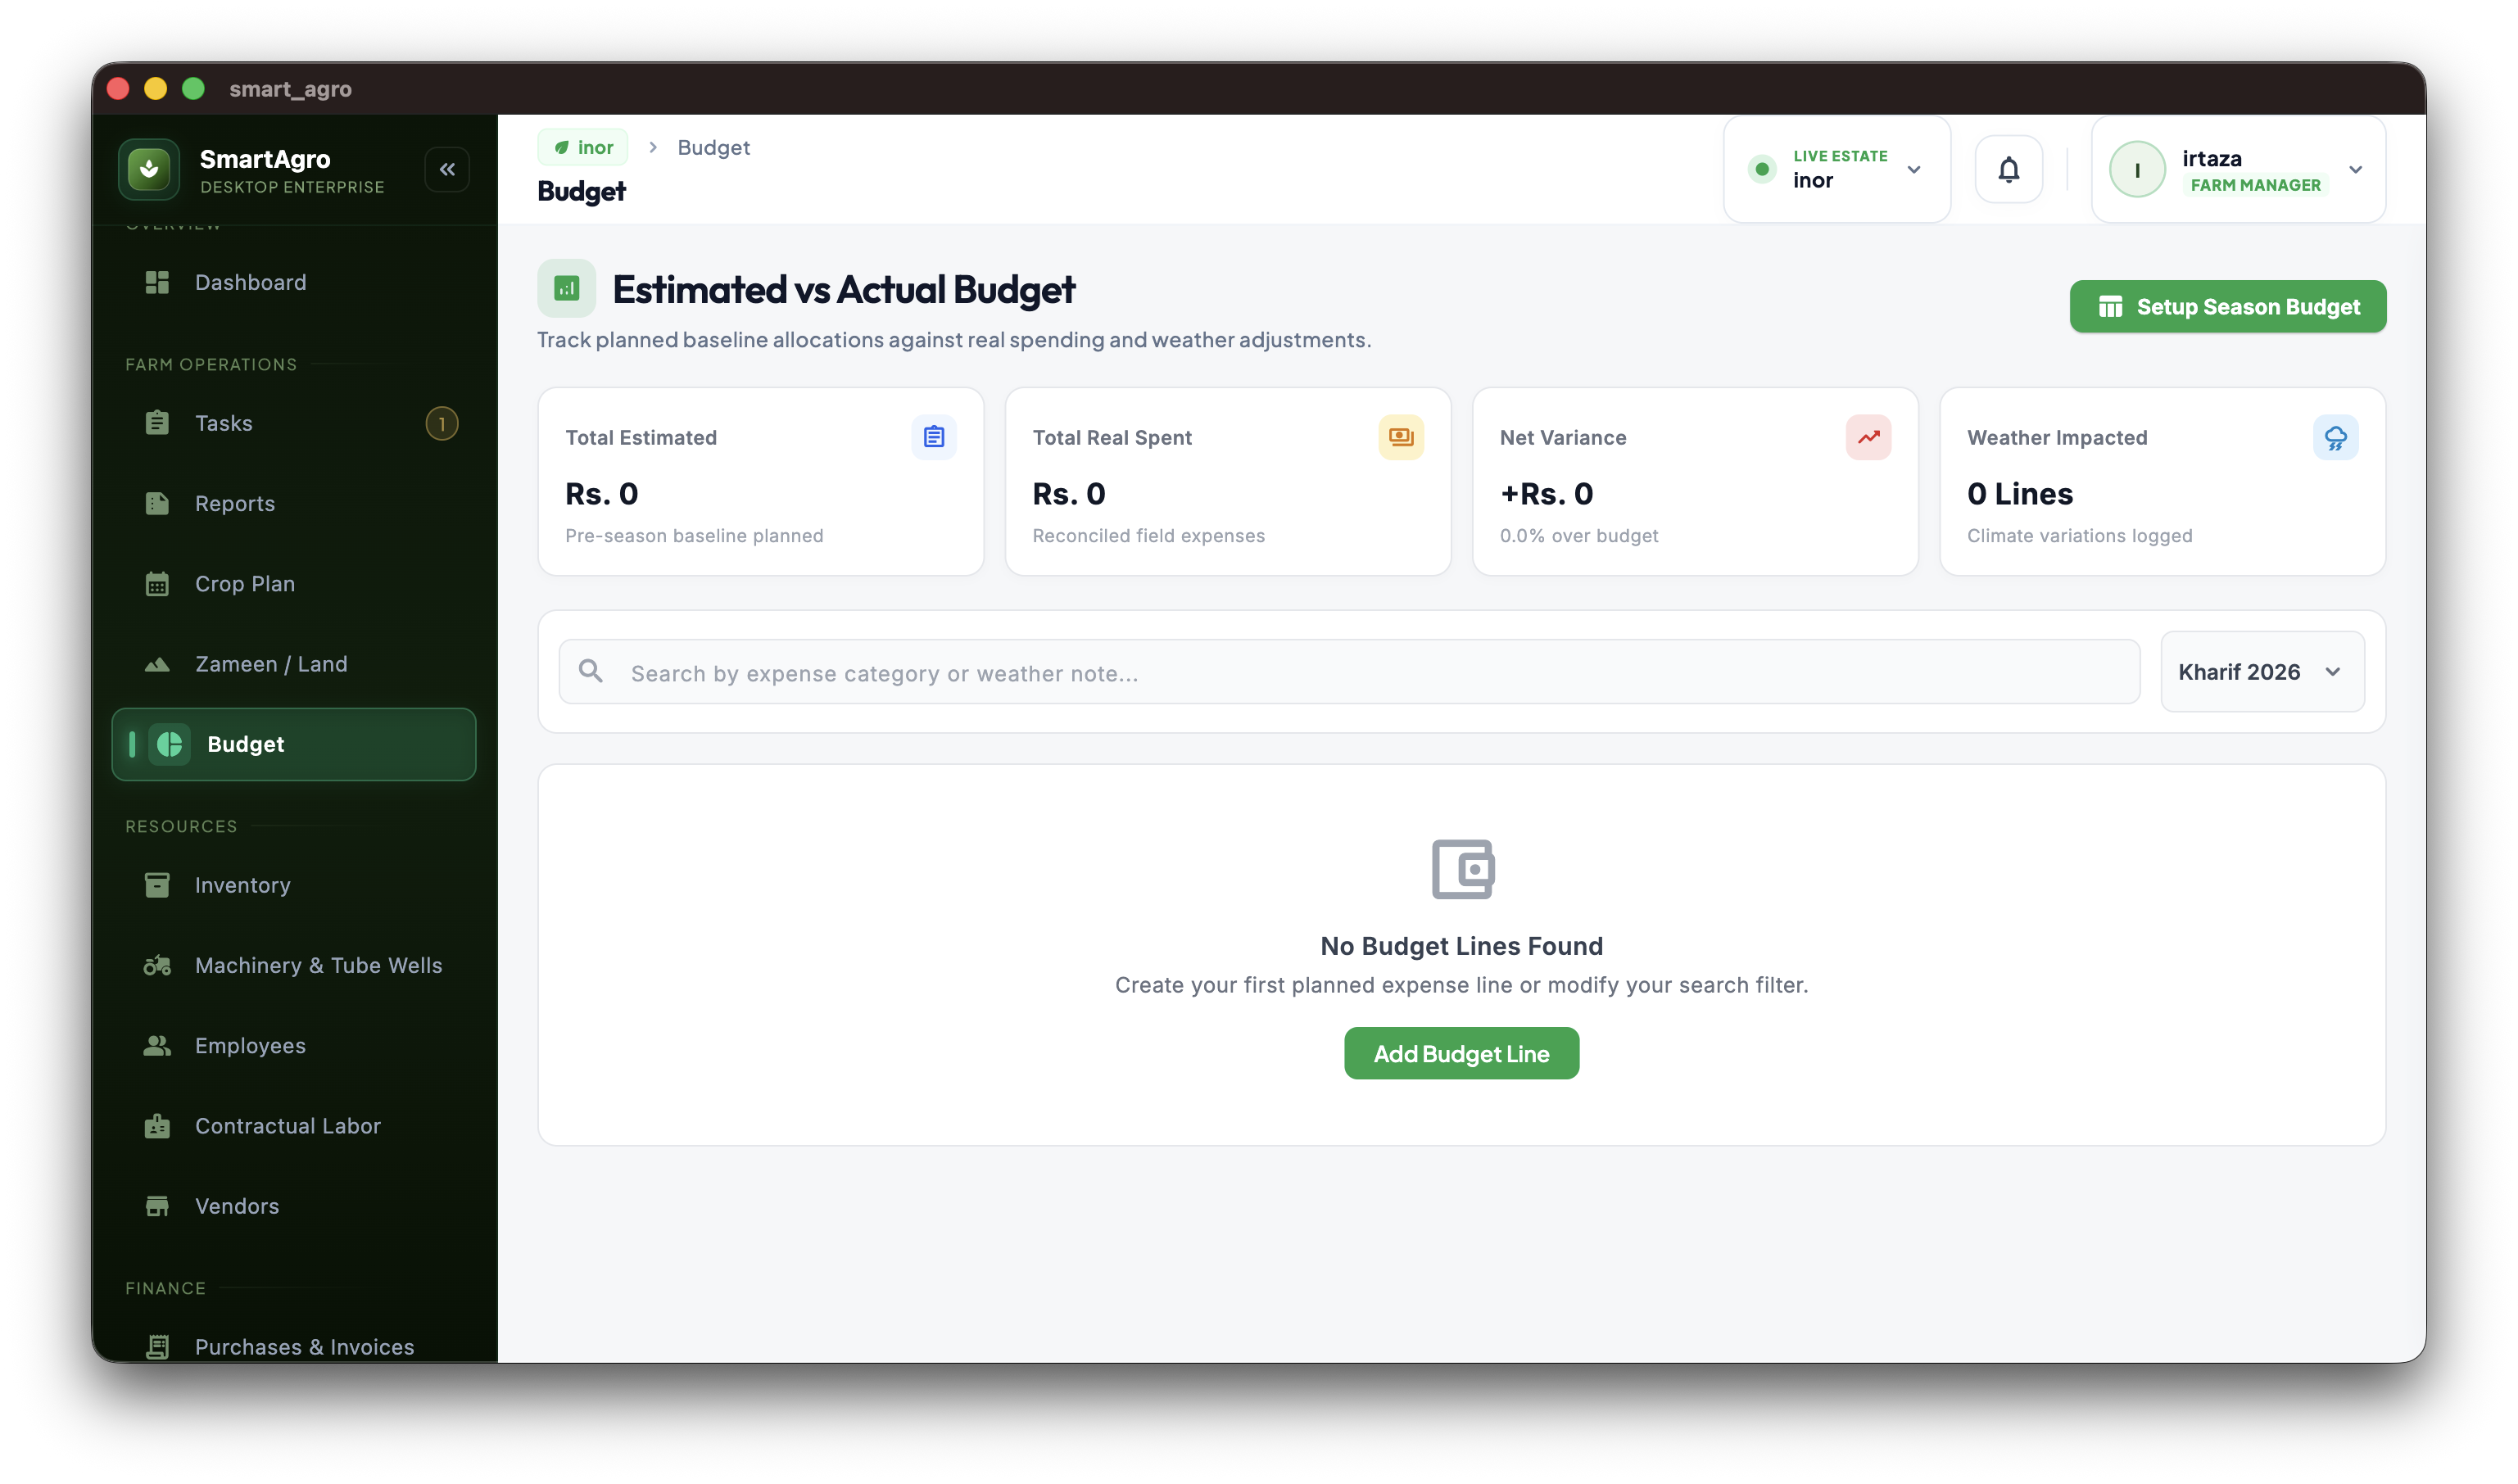 smart_agro
SmartAgro
DESKTOP ENTERPRISE
OVERVIEW
Dashboard
FARM OPERATIONS
Tasks
1
Reports
Crop Plan
Zameen / Land
Budget
RESOURCES
Inventory
Machinery & Tube Wells
Employees
Contractual Labor
Vendors
FINANCE
Purchases & Invoices
inor > Budget
Budget
LIVE ESTATE
inor
I
irtaza
FARM MANAGER
Estimated vs Actual Budget
Track planned baseline allocations against real spending and weather adjustments.
Setup Season Budget
Total Estimated
Rs. 0
Pre-season baseline planned
Total Real Spent
Rs. 0
Reconciled field expenses
Net Variance
+Rs. 0
0.0% over budget
Weather Impacted
0 Lines
Climate variations logged
Search by expense category or weather note...
Kharif 2026
No Budget Lines Found
Create your first planned expense line or modify your search filter.
Add Budget Line